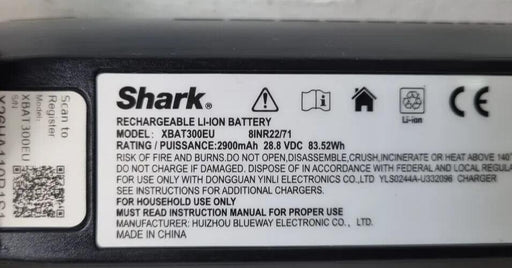 Scan to
Register
Model:
XBAT300EU
S/N:
Shark®
RECHARGEABLE LI-ION BATTERY
MODEL: XBAT300EU 8INR22/71
RATING / PUISSANCE:2900mAh 28.8 VDC 83.52Wh
RISK OF FIRE AND BURNS.DO NOT OPEN,DISASSEMBLE,CRUSH,INCINERATE OR HEAT ABOVE 140°
DO NOT CHARGE IF DAMAGED. DISPOSE OF IN ACCORDANCE WITH FEDERAL AND LOCAL REGULA
FOR USE ONLY WITH DONGGUAN YINLI ELECTRONICS CO.,LTD YLS0244A-U332096 CHARGER
SEE INSTRUCTIONS FOR ADDITIONAL CHARGERS.
FOR HOUSEHOLD USE ONLY
MUST READ INSTRUCTION MANUAL FOR PROPER USE
MANUFACTURER: HUIZHOU BLUEWAY ELECTRONIC CO., LTD.
MADE IN CHINA
Li-ion
CE